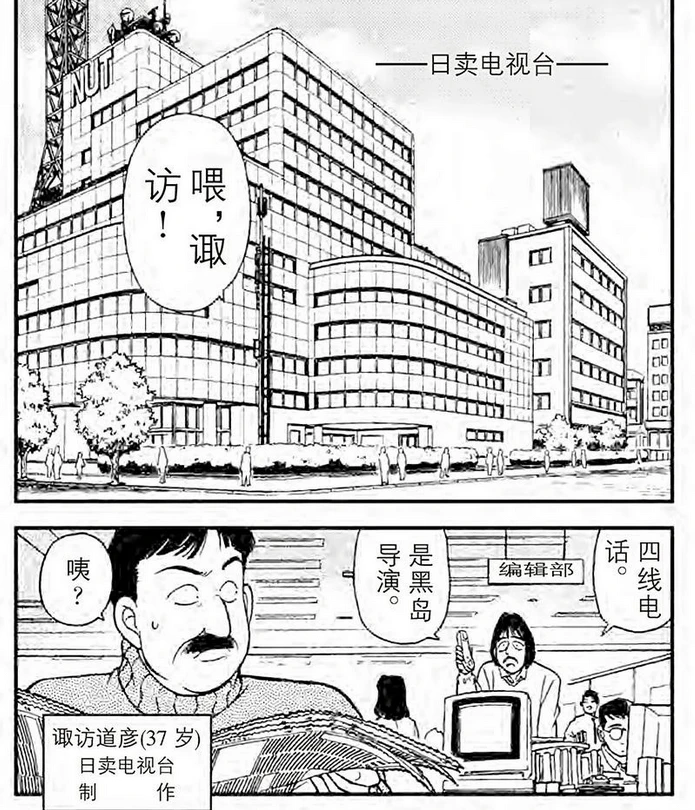 ——日卖电视台——
NUT
喂，诹
访！
编辑部
四线电
话。
是黑岛
导演。
咦？
诹访道彦(37 岁)
日卖电视台
制 作